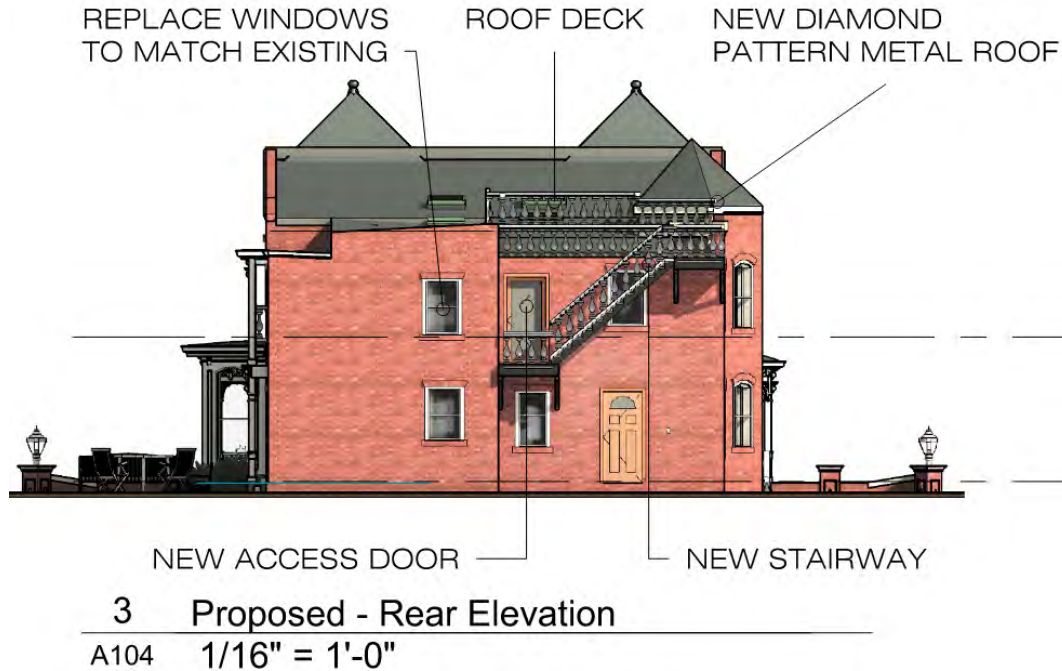 REPLACE WINDOWS
TO MATCH EXISTING
ROOF DECK
NEW DIAMOND
PATTERN METAL ROOF
NEW ACCESS DOOR
NEW STAIRWAY
3 Proposed - Rear Elevation
A104 1/16" = 1'-0"